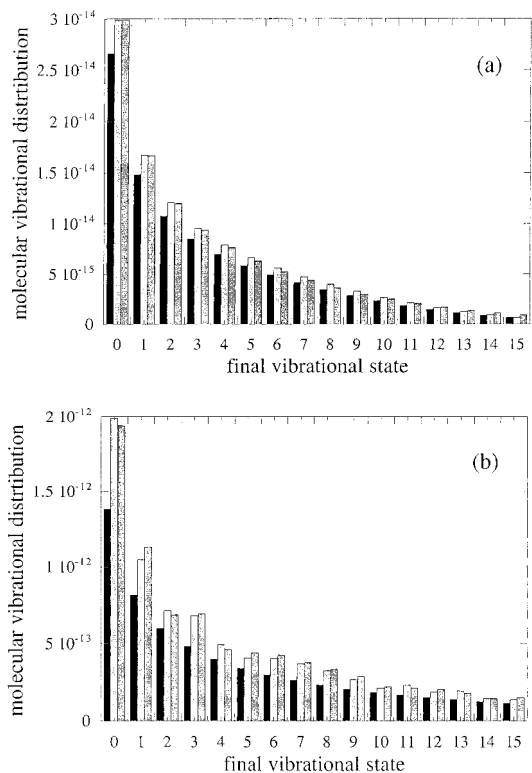 3 10-14
2.5 10-14
2 10-14
1.5 10-14
1 10-14
5 10-15
0
molecular vibrational distrtibution
(a)
0 1 2 3 4 5 6 7 8 9 10 11 12 13 14 15
final vibrational state
2 10-12
1.5 10-12
1 10-12
5 10-13
0
molecular vibrational distrtibution
(b)
0 1 2 3 4 5 6 7 8 9 10 11 12 13 14 15
final vibrational state